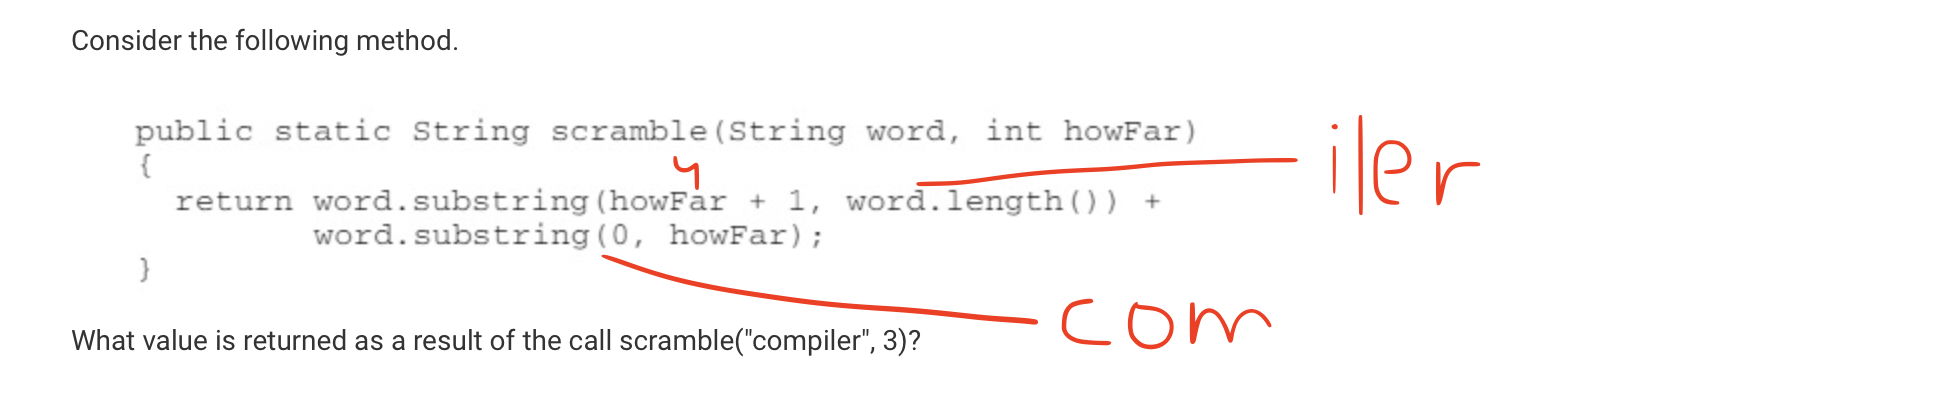 Consider the following method.
public static String scramble(String word, int howFar)
{
4
iler
return word.substring(howFar + 1, word.length()) +
word.substring(0, howFar);
}
com
What value is returned as a result of the call scramble("compiler", 3)?